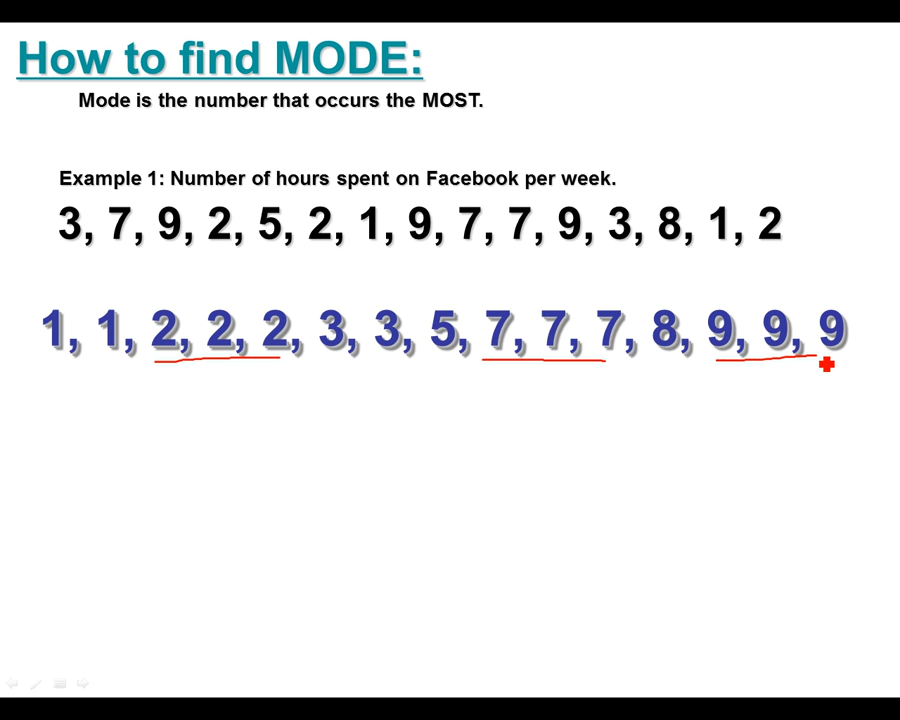 How to find MODE:
Mode is the number that occurs the MOST.
Example 1: Number of hours spent on Facebook per week.
3, 7, 9, 2, 5, 2, 1, 9, 7, 7, 9, 3, 8, 1, 2
1, 1, 2, 2, 2, 3, 3, 5, 7, 7, 7, 8, 9, 9, 9